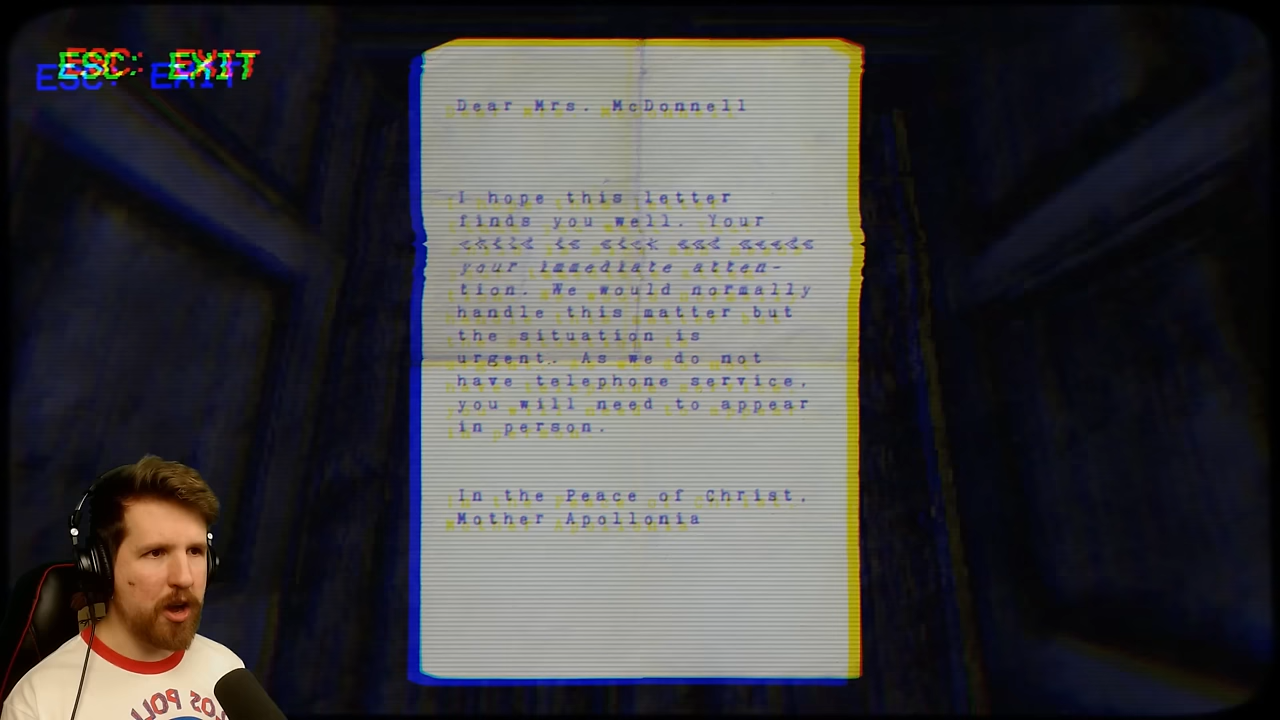 ESC: EXIT
Dear Mrs. McDonnell
I hope this letter
finds you well. Your
child is sick and needs
your immediate atten-
tion. We would normally
handle this matter but
the situation is
urgent. As we do not
have telephone service,
you will need to appear
in person.
In the Peace of Christ,
Mother Apollonia
LOS POLL